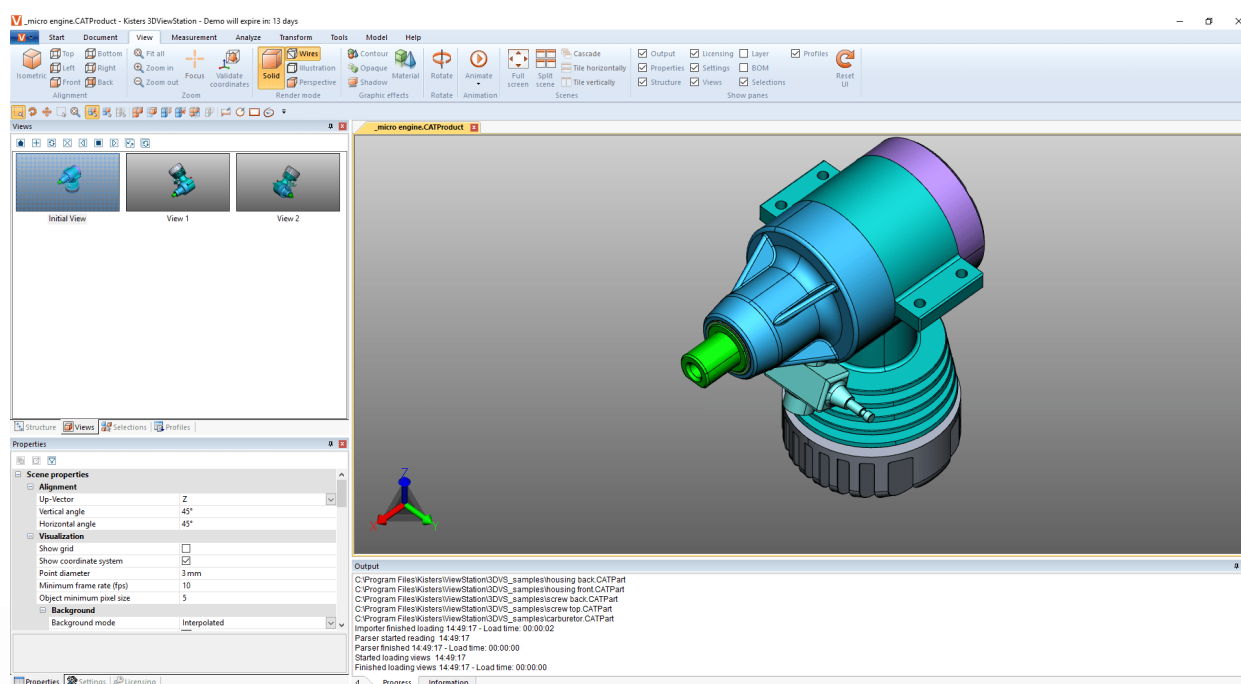 _micro engine.CATProduct - Kisters 3DViewStation - Demo will expire in: 13 days
Start Document View Measurement Analyze Transform Tools Model Help
Top Bottom Fit all Wires Contour Cascade Output Licensing Layer Profiles
Left Right Zoom in Illustration Opaque Tile horizontally Properties Settings BOM
Front Back Zoom out Perspective Shadow Tile vertically Structure Views Selections
Isometric Focus Validate coordinates Solid Material Rotate Animate Full screen Split scene Reset UI
Alignment Zoom Render mode Graphic effects Rotate Animation Scenes Show panes
Views
_micro engine.CATProduct
Initial View View 1 View 2
Structure Views Selections Profiles
Properties
Scene properties
Alignment
Up-Vector Z
Vertical angle 45°
Horizontal angle 45°
Visualization
Show grid
Show coordinate system
Point diameter 3 mm
Minimum frame rate (fps) 10
Object minimum pixel size 5
Background
Background mode Interpolated
Properties Settings Licensing
Z
X
Y
Output
C:\Program Files\Kisters\ViewStation\3DVS_samples\housing back.CATPart
C:\Program Files\Kisters\ViewStation\3DVS_samples\housing front.CATPart
C:\Program Files\Kisters\ViewStation\3DVS_samples\screw back.CATPart
C:\Program Files\Kisters\ViewStation\3DVS_samples\screw top.CATPart
C:\Program Files\Kisters\ViewStation\3DVS_samples\carburetor.CATPart
Importer finished loading 14:49:17 - Load time: 00:00:02
Parser started reading 14:49:17
Parser finished 14:49:17 - Load time: 00:00:00
Started loading views 14:49:17
Finished loading views 14:49:17 - Load time: 00:00:00
Progress Information